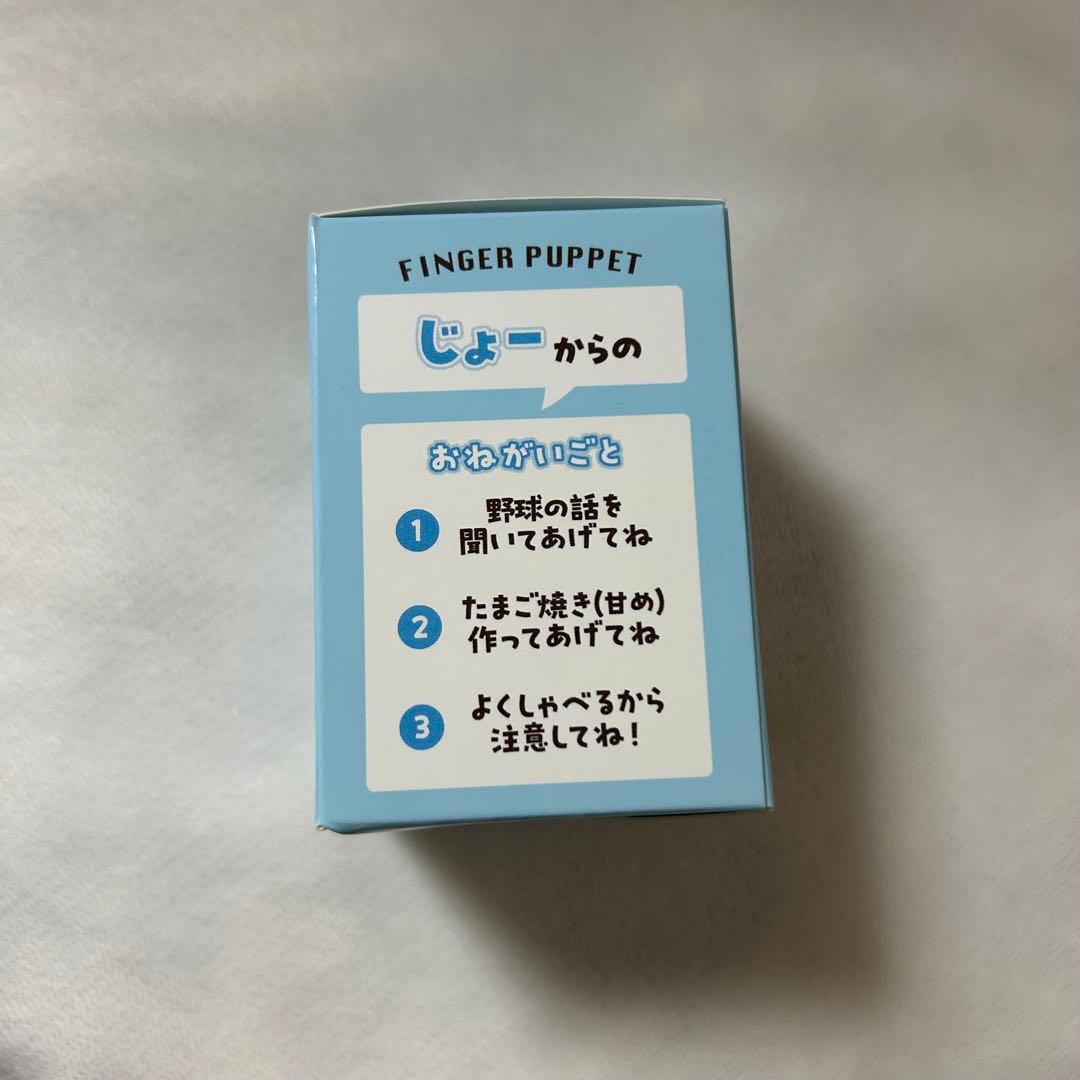 FINGER PUPPET
じょーからの
おねがいごと
1 野球の話を
聞いてあげてね
2 たまご焼き(甘め)
作ってあげてね
3 よくしゃべるから
注意してね!